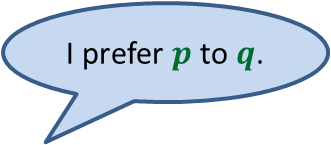 I prefer p to q.